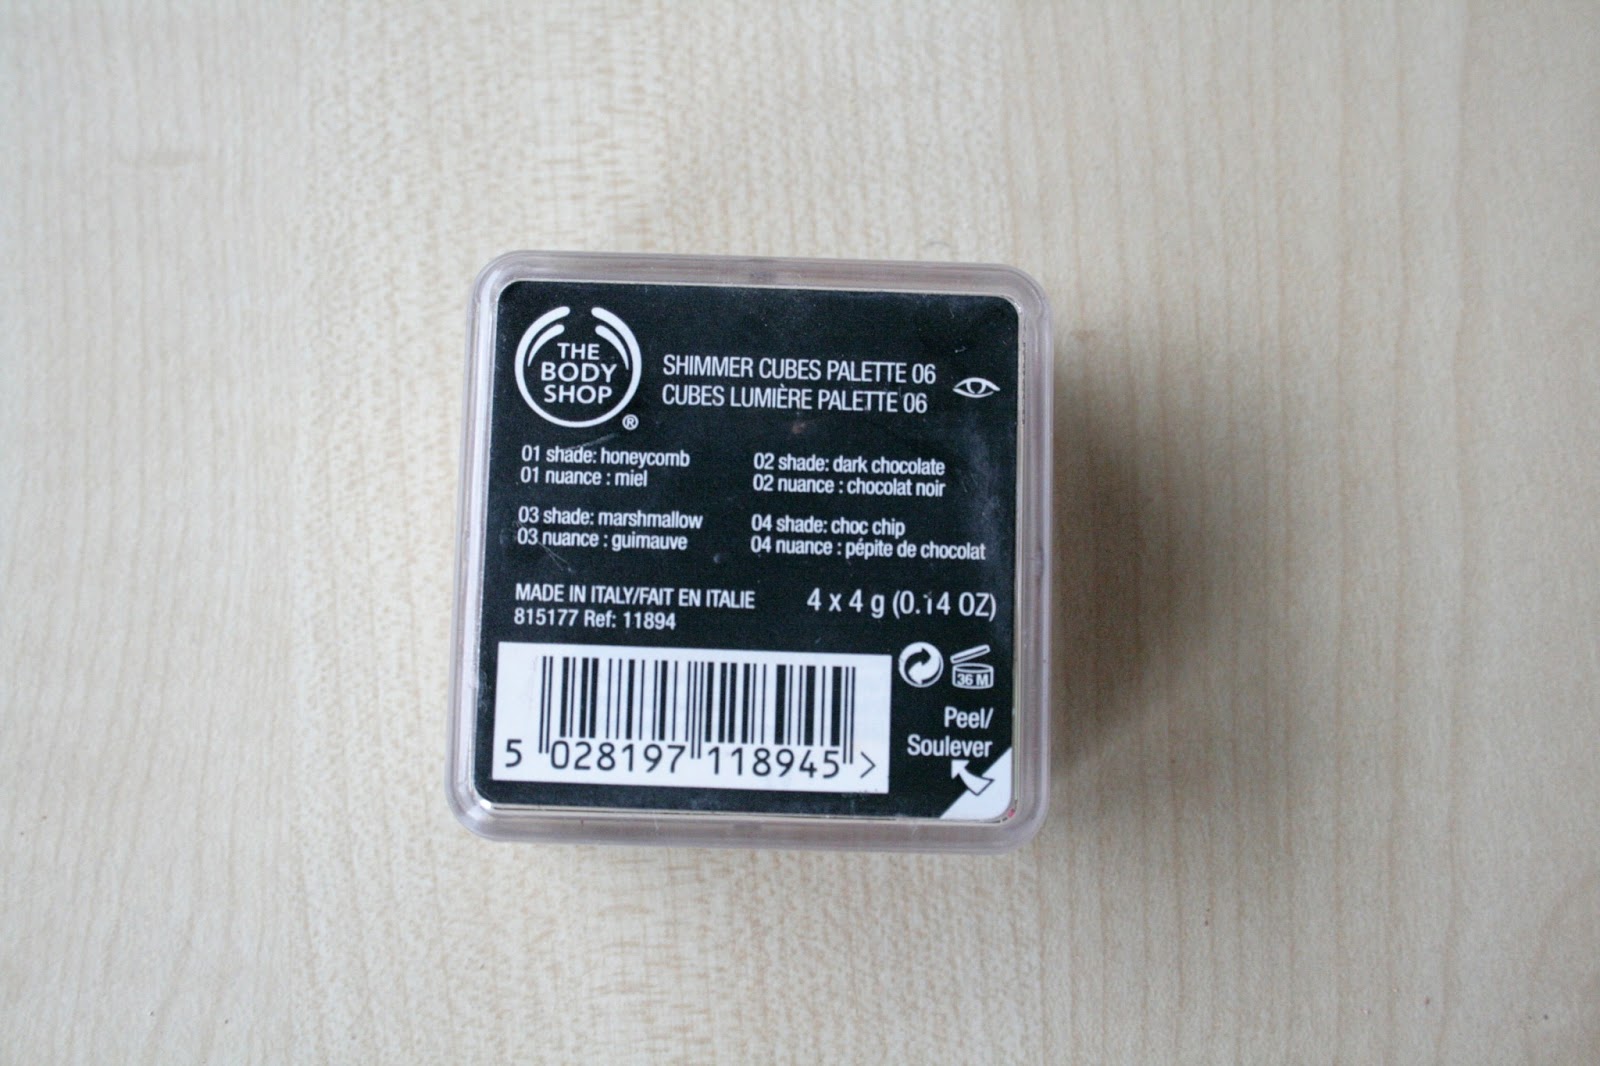 THE
BODY
SHOP
®
SHIMMER CUBES PALETTE 06
CUBES LUMIÈRE PALETTE 06
01 shade: honeycomb
01 nuance : miel
02 shade: dark chocolate
02 nuance : chocolat noir
03 shade: marshmallow
03 nuance : guimauve
04 shade: choc chip
04 nuance : pépite de chocolat
MADE IN ITALY/FAIT EN ITALIE
815177 Ref: 11894
4 x 4 g (0.14 OZ)
36 M
5 028197 118945 >
Peel/
Soulever